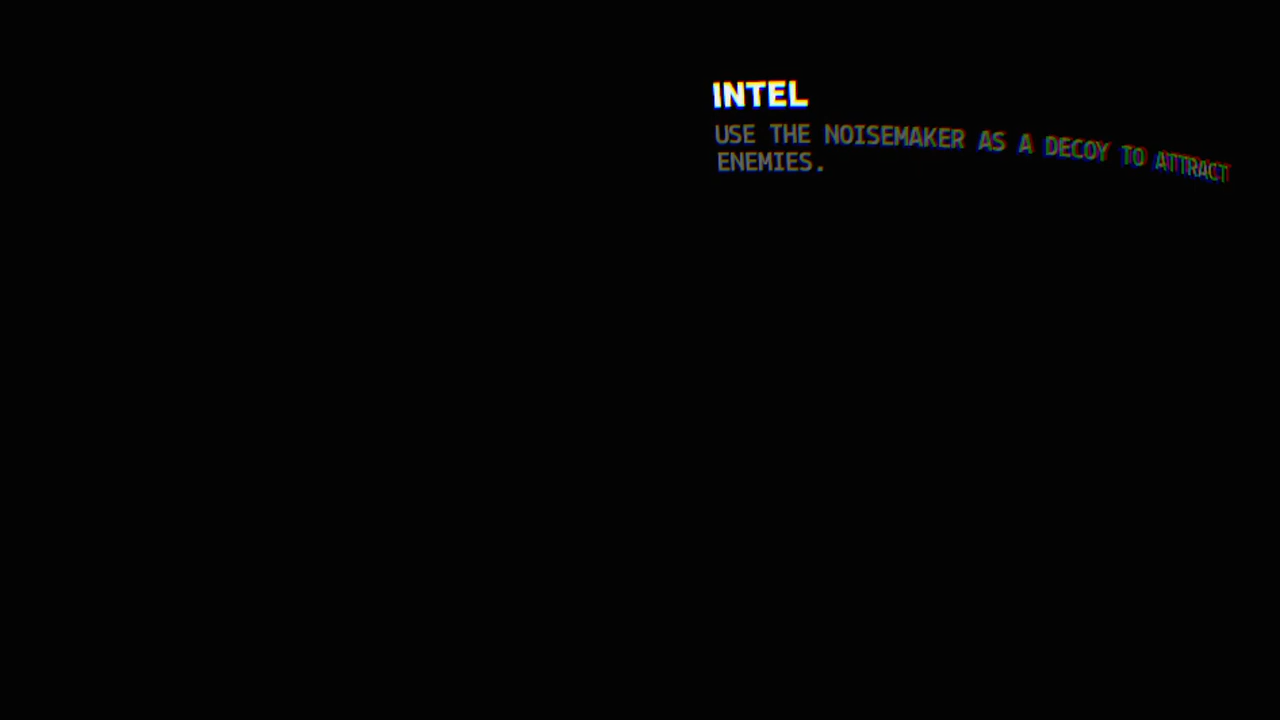 INTEL
USE THE NOISEMAKER AS A DECOY TO ATTRACT
ENEMIES.